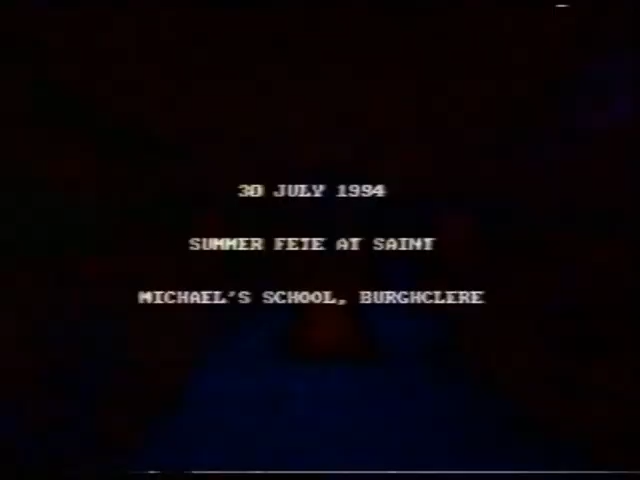 30 JULY 1994
SUMMER FETE AT SAINT
MICHAEL'S SCHOOL, BURGHCLERE